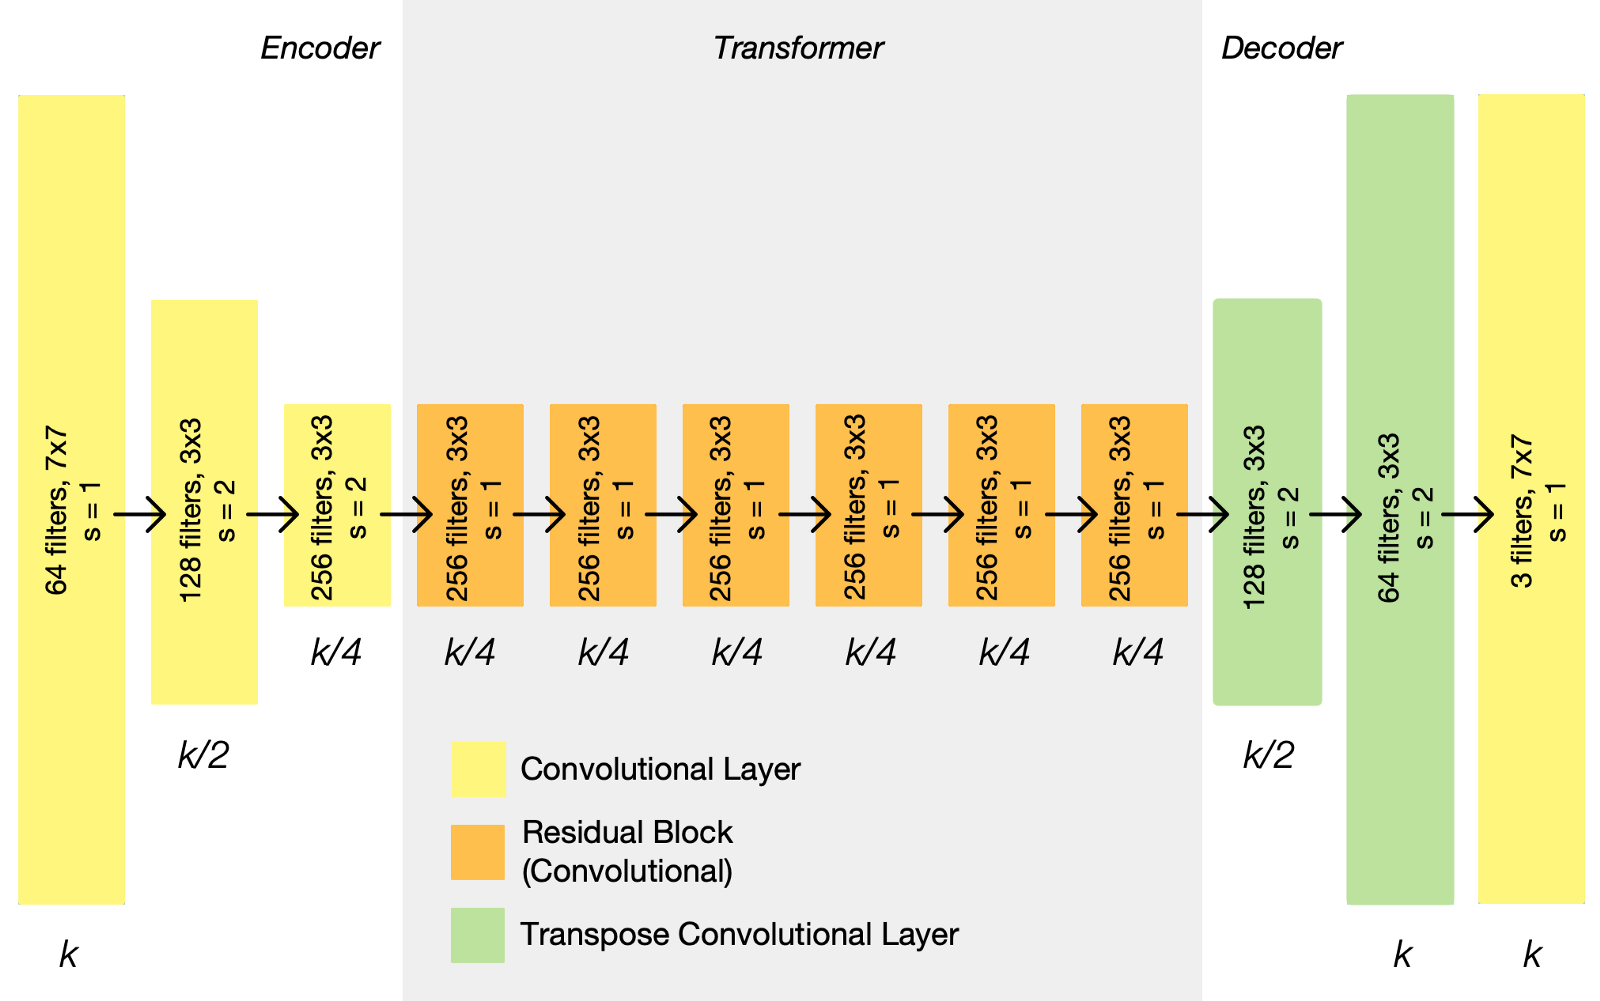 Encoder
Transformer
Decoder
64 filters, 7x7
s = 1
128 filters, 3x3
s = 2
256 filters, 3x3
s = 2
256 filters, 3x3
s = 1
256 filters, 3x3
s = 1
256 filters, 3x3
s = 1
256 filters, 3x3
s = 1
256 filters, 3x3
s = 1
256 filters, 3x3
s = 1
128 filters, 3x3
s = 2
64 filters, 3x3
s = 2
3 filters, 7x7
s = 1
k
k/2
k/4
k/4
k/4
k/4
k/4
k/4
k/4
k/2
k
k
Convolutional Layer
Residual Block
(Convolutional)
Transpose Convolutional Layer